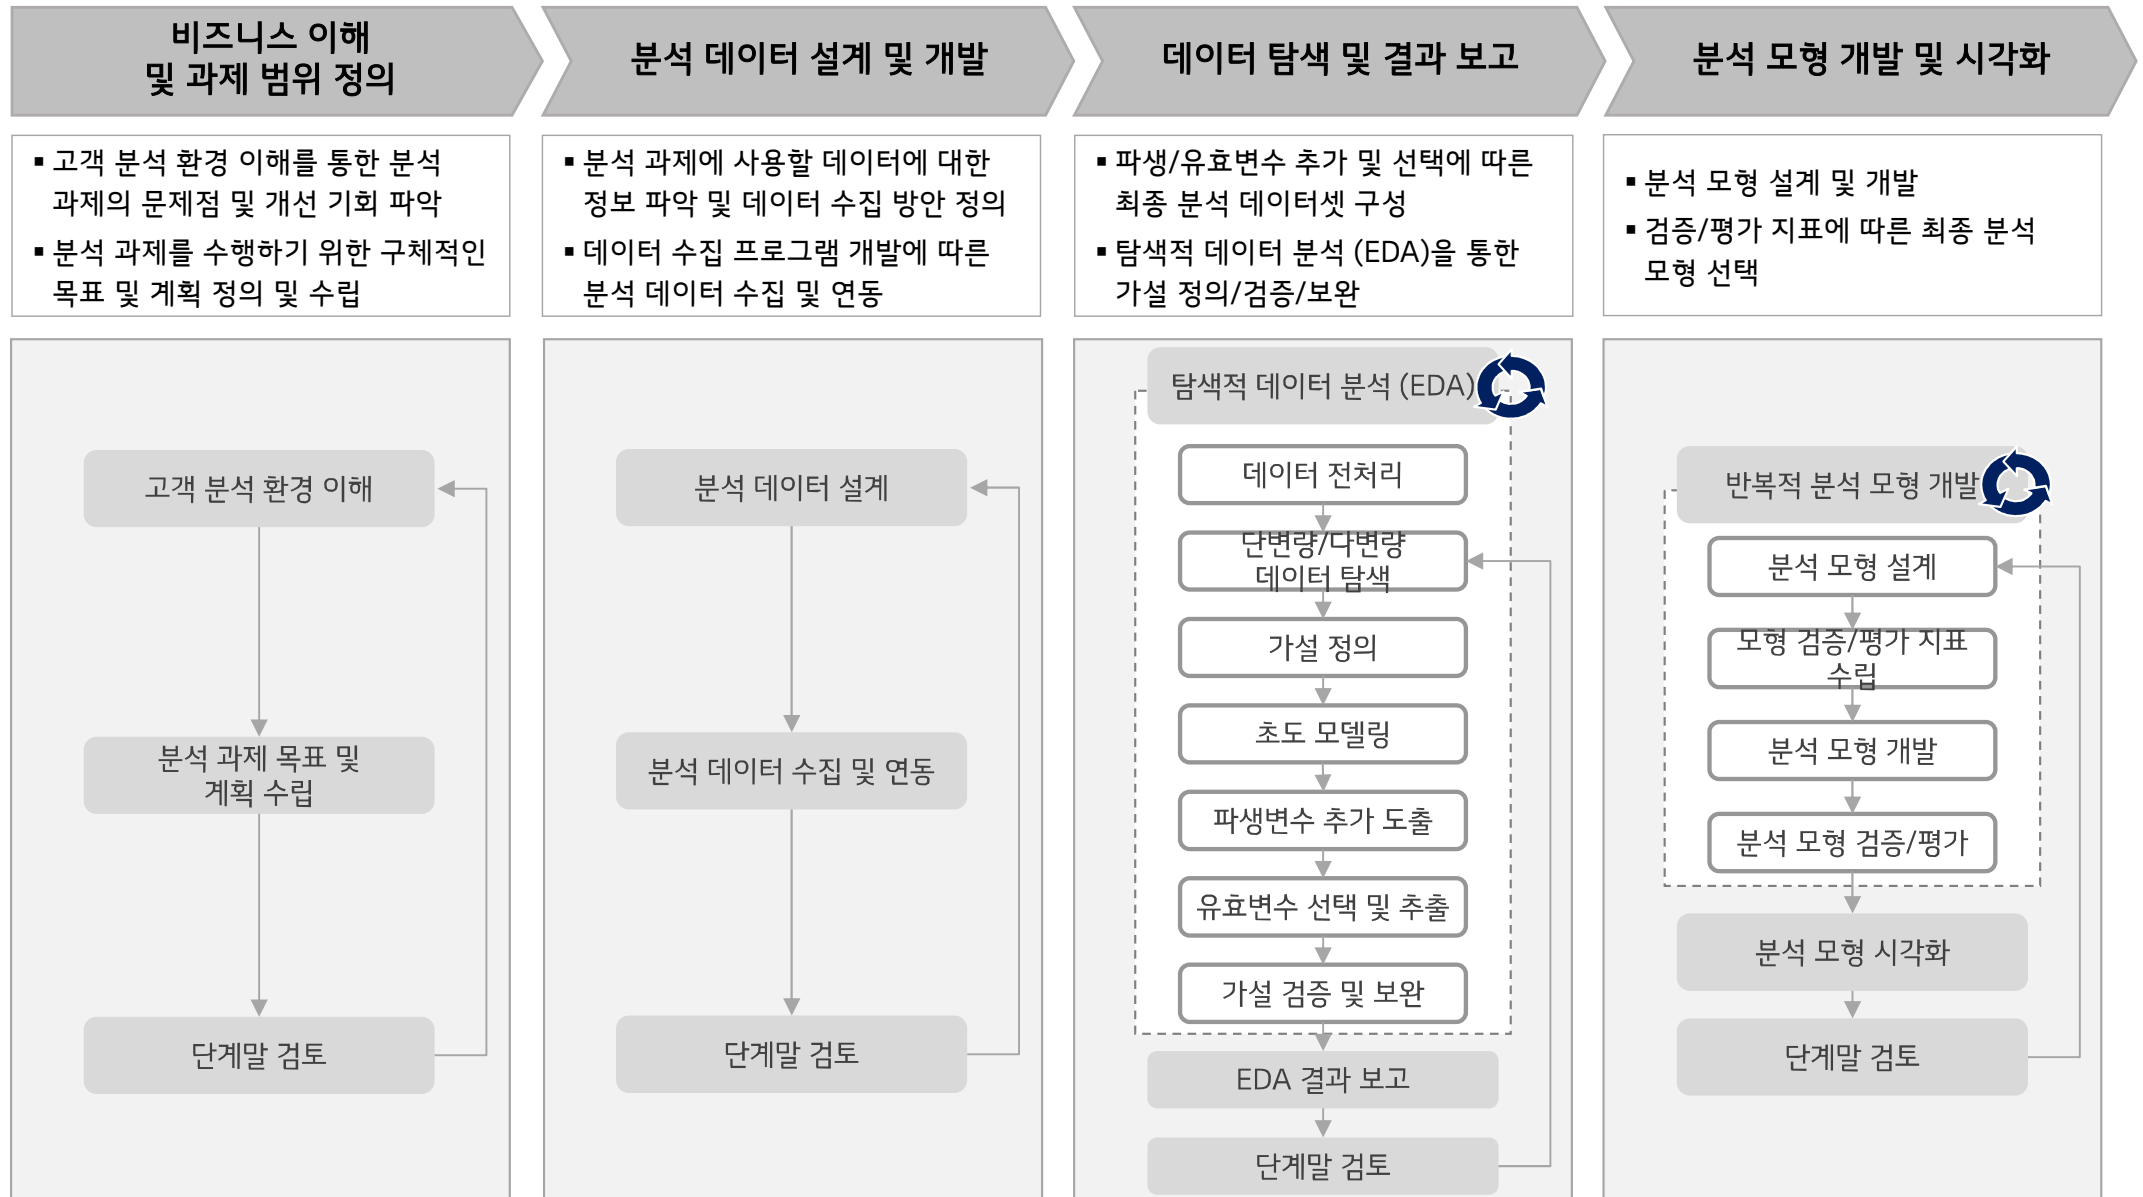 비즈니스 이해
및 과제 범위 정의
분석 데이터 설계 및 개발
데이터 탐색 및 결과 보고
분석 모형 개발 및 시각화
▪ 고객 분석 환경 이해를 통한 분석
과제의 문제점 및 개선 기회 파악
▪ 분석 과제를 수행하기 위한 구체적인
목표 및 계획 정의 및 수립
▪ 분석 과제에 사용할 데이터에 대한
정보 파악 및 데이터 수집 방안 정의
▪ 데이터 수집 프로그램 개발에 따른
분석 데이터 수집 및 연동
▪ 파생/유효변수 추가 및 선택에 따른
최종 분석 데이터셋 구성
▪ 탐색적 데이터 분석 (EDA)을 통한
가설 정의/검증/보완
▪ 분석 모형 설계 및 개발
▪ 검증/평가 지표에 따른 최종 분석
모형 선택
고객 분석 환경 이해
분석 과제 목표 및
계획 수립
단계말 검토
분석 데이터 설계
분석 데이터 수집 및 연동
단계말 검토
탐색적 데이터 분석 (EDA)
데이터 전처리
단변량/다변량
데이터 탐색
가설 정의
초도 모델링
파생변수 추가 도출
유효변수 선택 및 추출
가설 검증 및 보완
EDA 결과 보고
단계말 검토
반복적 분석 모형 개발
분석 모형 설계
모형 검증/평가 지표
수립
분석 모형 개발
분석 모형 검증/평가
분석 모형 시각화
단계말 검토